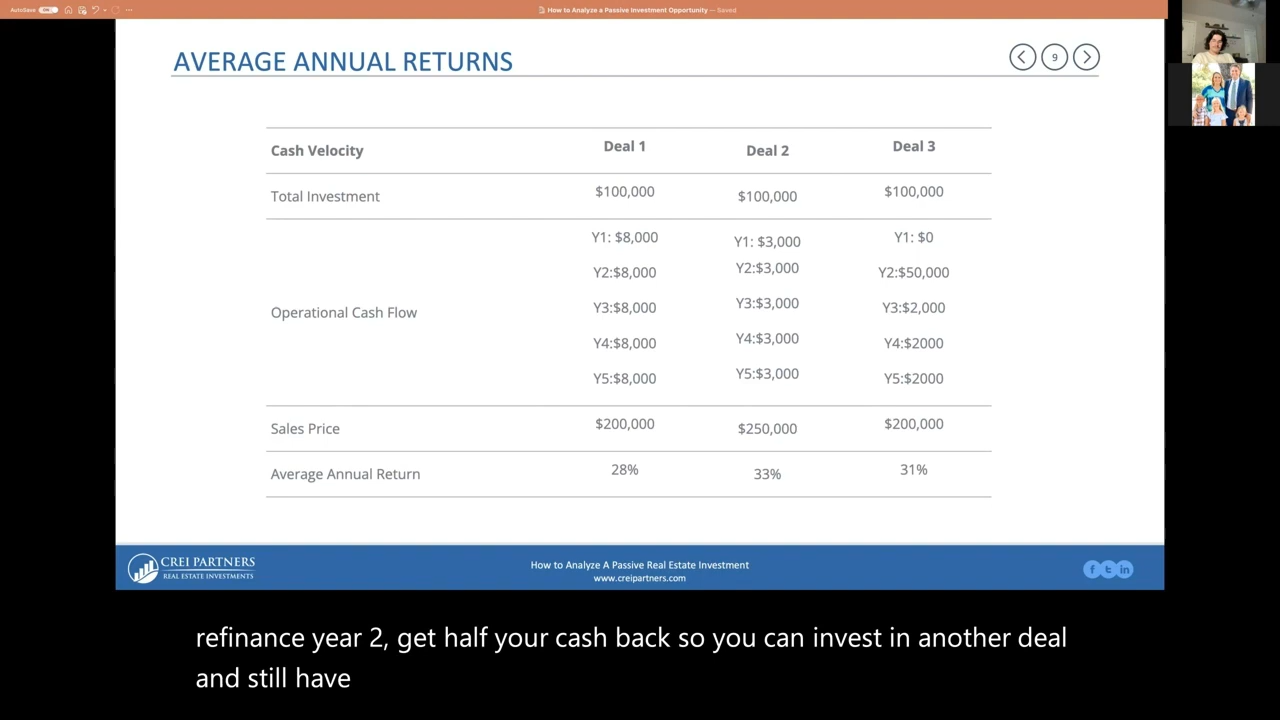 AutoSave ON
How to Analyze a Passive Investment Opportunity — Saved
AVERAGE ANNUAL RETURNS
9
Cash Velocity Deal 1 Deal 2 Deal 3
Total Investment $100,000 $100,000 $100,000
Operational Cash Flow
Y1: $8,000 Y1: $3,000 Y1: $0
Y2:$8,000 Y2:$3,000 Y2:$50,000
Y3:$8,000 Y3:$3,000 Y3:$2,000
Y4:$8,000 Y4:$3,000 Y4:$2000
Y5:$8,000 Y5:$3,000 Y5:$2000
Sales Price $200,000 $250,000 $200,000
Average Annual Return 28% 33% 31%
CREI PARTNERS
REAL ESTATE INVESTMENTS
How to Analyze A Passive Real Estate Investment
www.creipartners.com
f t in
refinance year 2, get half your cash back so you can invest in another deal
and still have